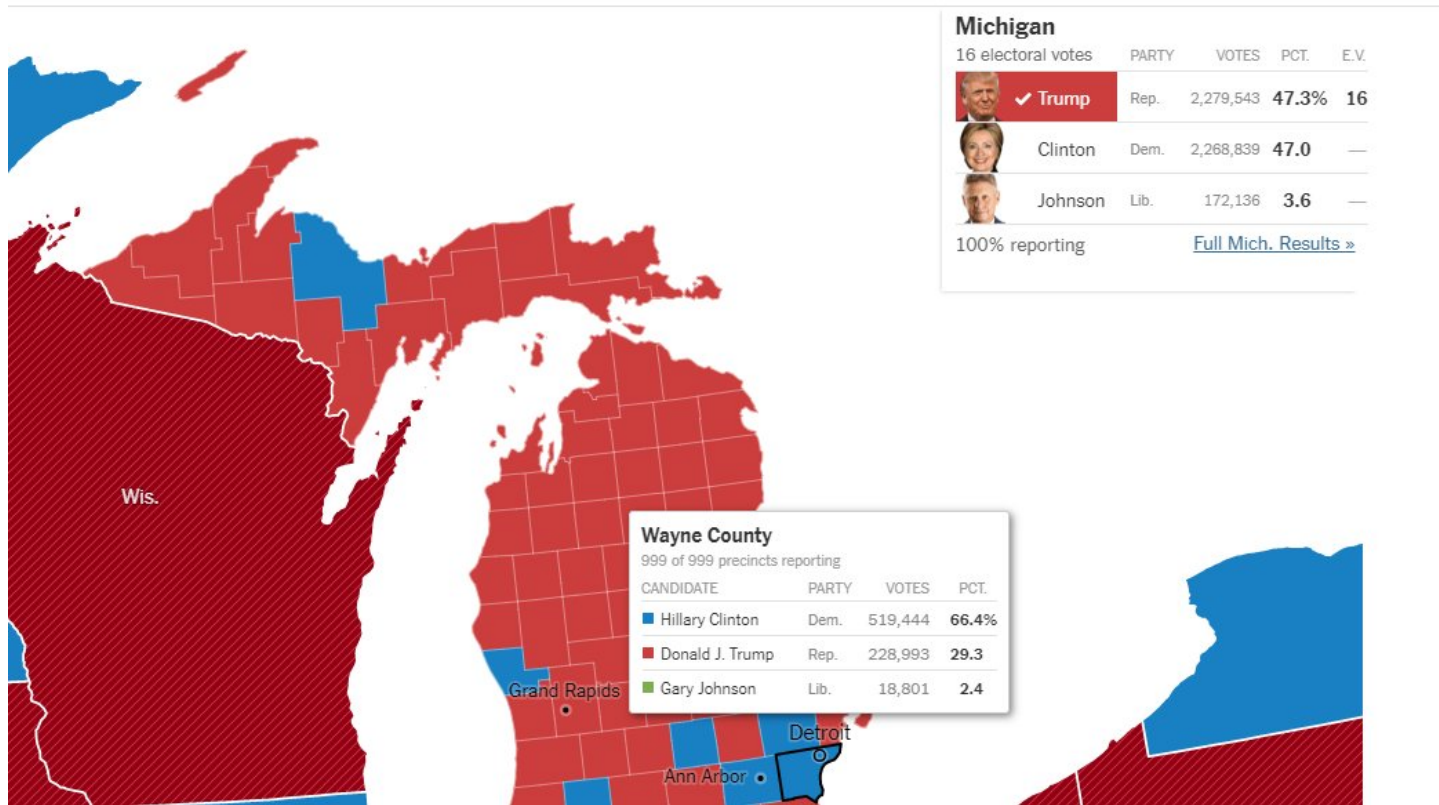 Michigan
16 electoral votes PARTY VOTES PCT. E.V.
✓ Trump Rep. 2,279,543 47.3% 16
Clinton Dem. 2,268,839 47.0 —
Johnson Lib. 172,136 3.6 —
100% reporting Full Mich. Results »
Wis.
Wayne County
999 of 999 precincts reporting
CANDIDATE PARTY VOTES PCT.
Hillary Clinton Dem. 519,444 66.4%
Donald J. Trump Rep. 228,993 29.3
Gary Johnson Lib. 18,801 2.4
Grand Rapids
Detroit
Ann Arbor